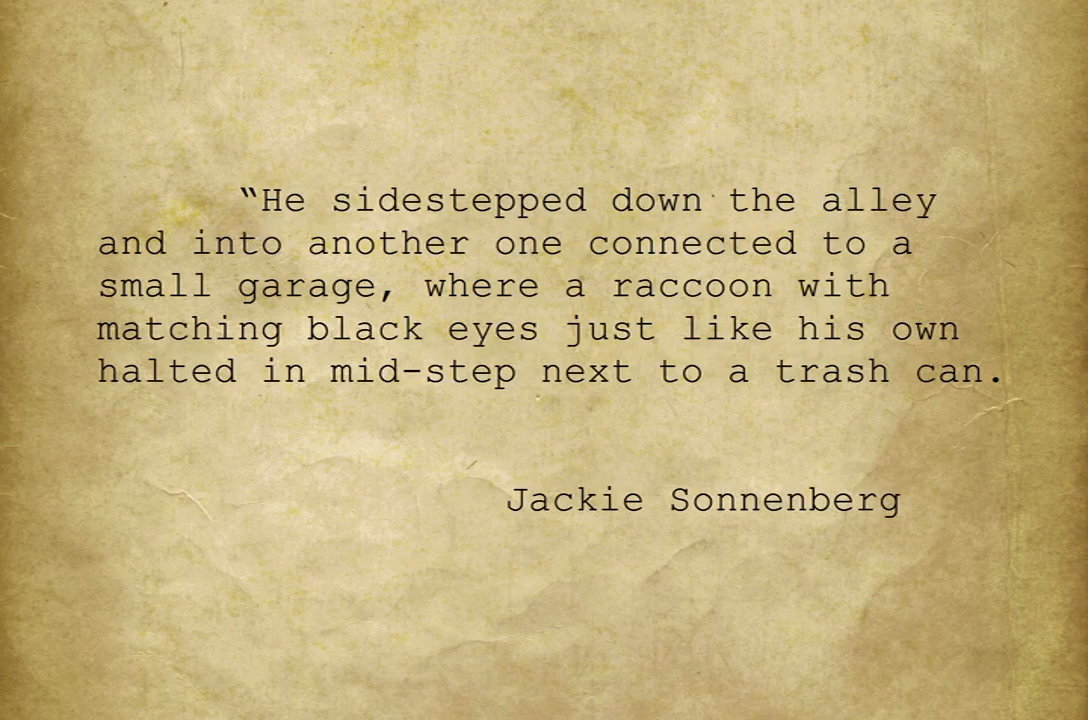 “He sidestepped down the alley
and into another one connected to a
small garage, where a raccoon with
matching black eyes just like his own
halted in mid-step next to a trash can.
Jackie Sonnenberg